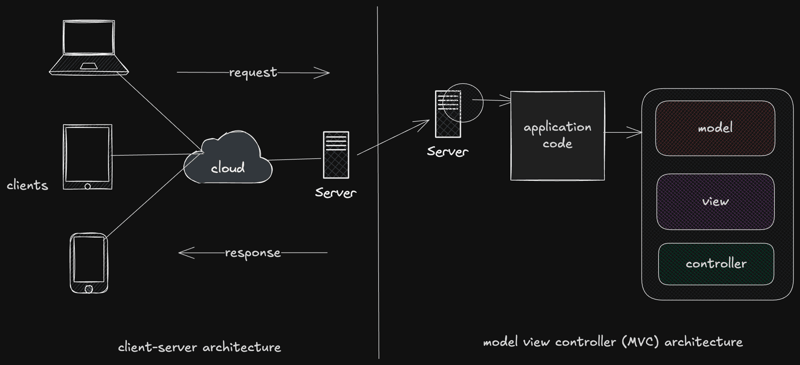 request
clients
cloud
Server
response
client-server architecture
Server
application
code
model
view
controller
model view controller (MVC) architecture